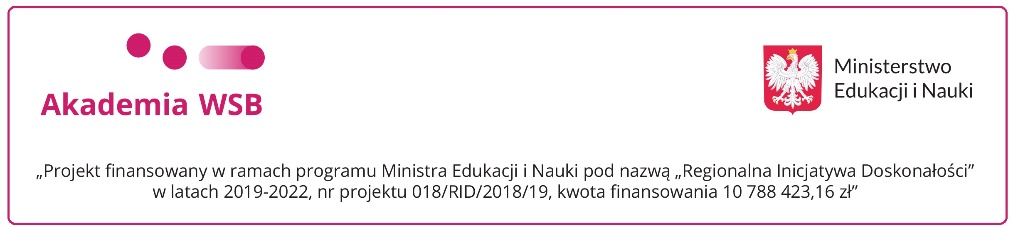 Akademia WSB
Ministerstwo
Edukacji i Nauki
„Projekt finansowany w ramach programu Ministra Edukacji i Nauki pod nazwą „Regionalna Inicjatywa Doskonałości”
w latach 2019-2022, nr projektu 018/RID/2018/19, kwota finansowania 10 788 423,16 zł”